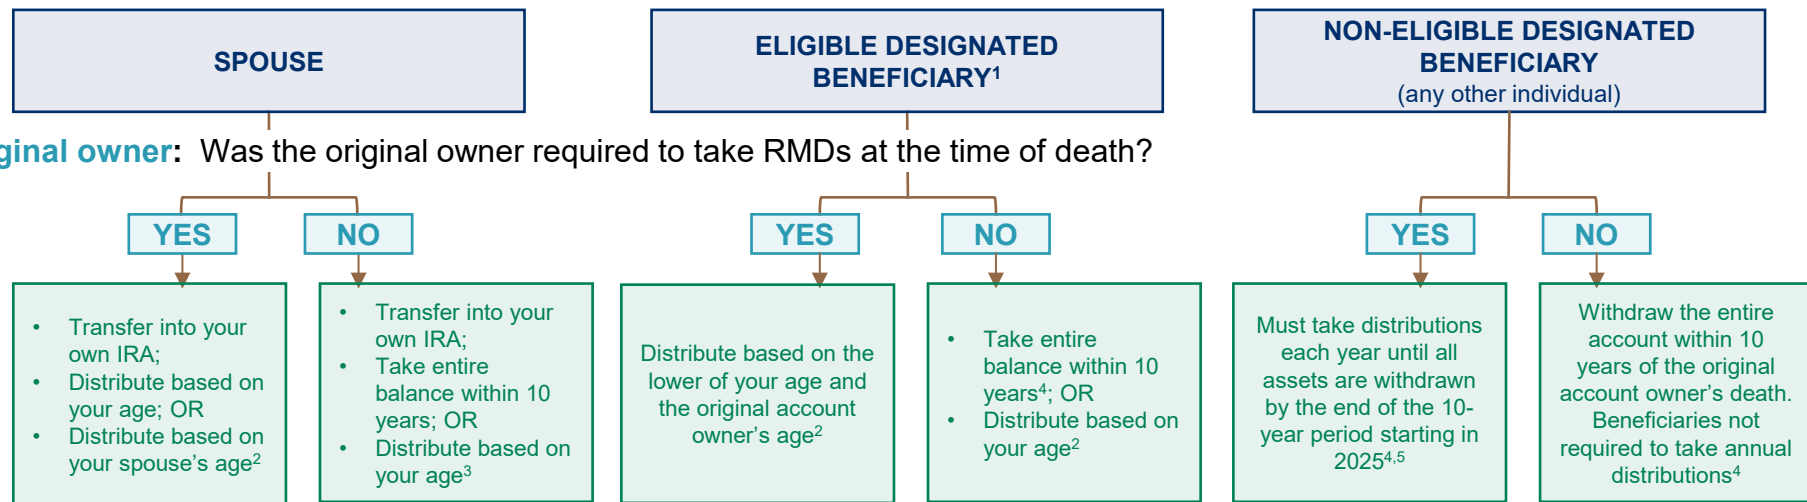 SPOUSE
ELIGIBLE DESIGNATED
BENEFICIARY¹
NON-ELIGIBLE DESIGNATED
BENEFICIARY
(any other individual)
ginal owner: Was the original owner required to take RMDs at the time of death?
YES
NO
YES
NO
YES
NO
• Transfer into your
own IRA;
• Distribute based on
your age; OR
• Distribute based on
your spouse’s age²
• Transfer into your
own IRA;
• Take entire
balance within 10
years; OR
• Distribute based on
your age³
Distribute based on the
lower of your age and
the original account
owner’s age²
• Take entire
balance within 10
years⁴; OR
• Distribute based on
your age²
Must take distributions
each year until all
assets are withdrawn
by the end of the 10-
year period starting in
2025⁴,⁵
Withdraw the entire
account within 10
years of the original
account owner’s death.
Beneficiaries not
required to take annual
distributions⁴